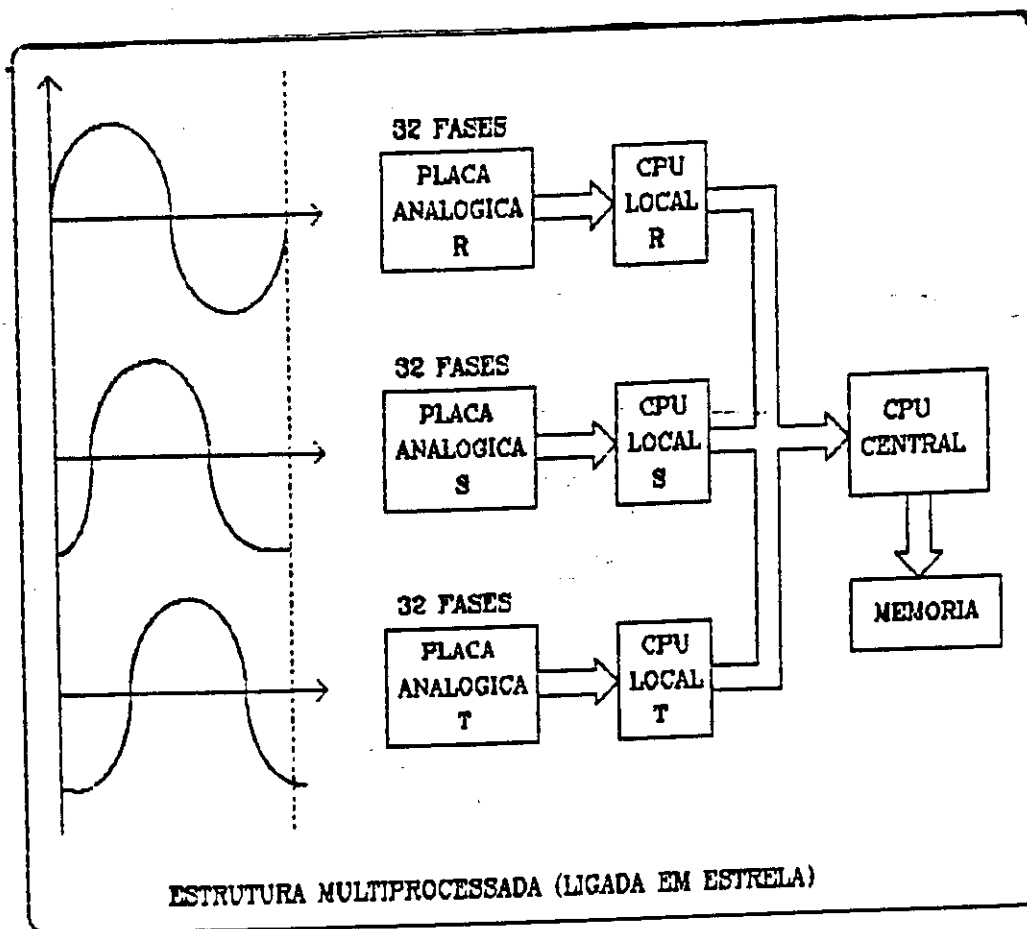 32 FASES
PLACA
ANALOGICA
R
CPU
LOCAL
R
32 FASES
PLACA
ANALOGICA
S
CPU
LOCAL
S
CPU
CENTRAL
32 FASES
PLACA
ANALOGICA
T
CPU
LOCAL
T
MEMORIA
ESTRUTURA MULTIPROCESSADA (LIGADA EM ESTRELA)